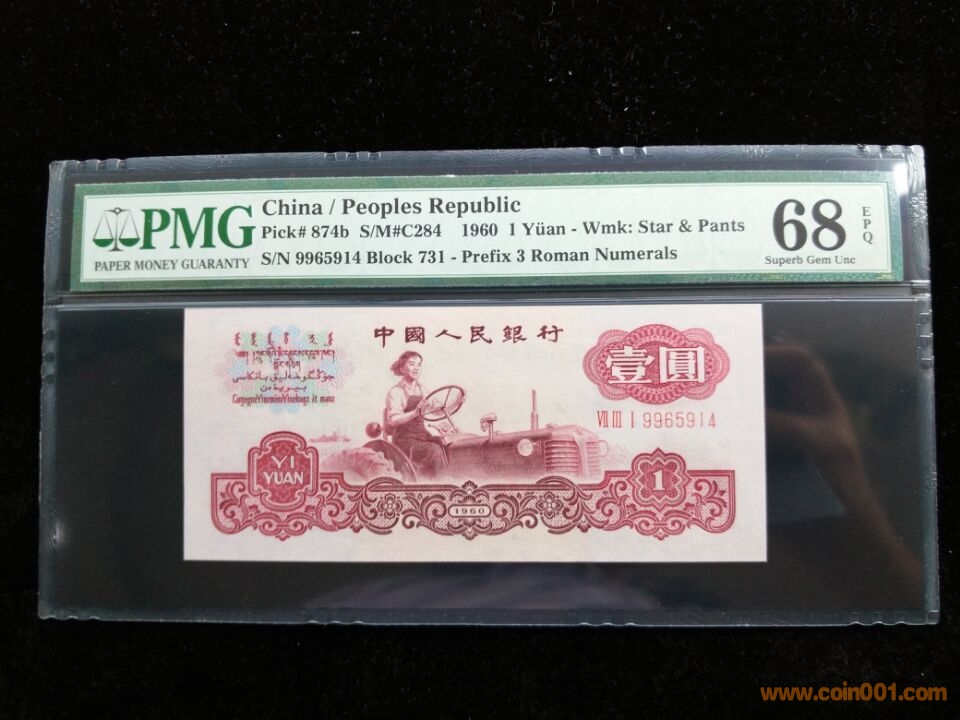 PMG
PAPER MONEY GUARANTY
China / Peoples Republic
Pick# 874b S/M#C284 1960 1 Yüan - Wmk: Star & Pants
S/N 9965914 Block 731 - Prefix 3 Roman Numerals
68
EPQ
Superb Gem Unc
中國人民銀行
壹圓
VII III I 9965914
YI
YUAN
1960
1
www.coin001.com